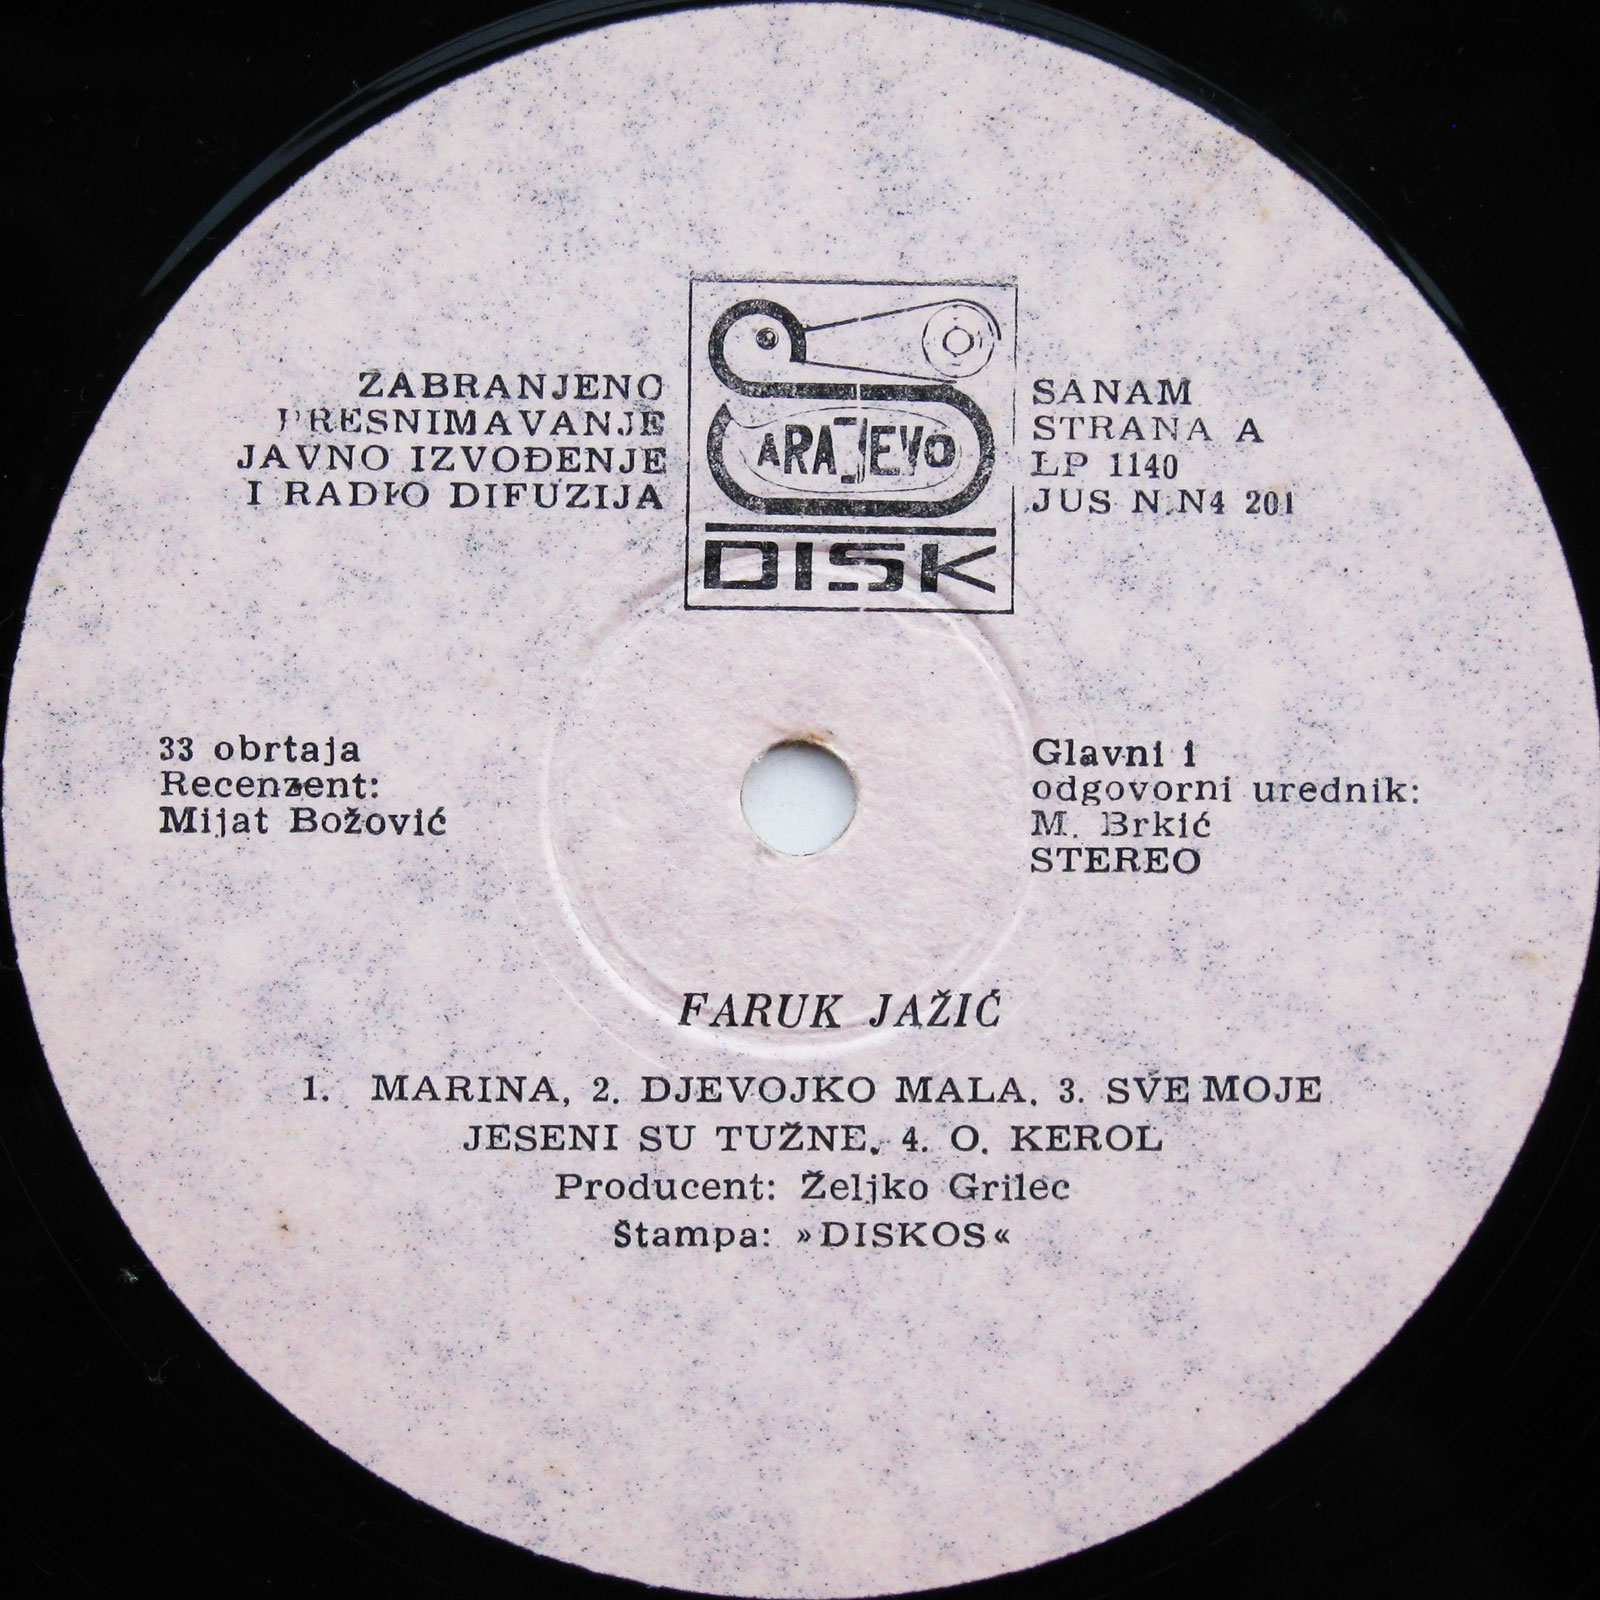 ZABRANJENO
PRESNIMAVANJE
JAVNO IZVOĐENJE
I RADIO DIFUZIJA
SARAJEVO
DISK
SANAM
STRANA A
LP 1140
JUS N.N4 201
33 obrtaja
Recenzent:
Mijat Božović
Glavni i
odgovorni urednik:
M. Brkić
STEREO
FARUK JAŽIĆ
1. MARINA, 2. DJEVOJKO MALA, 3. SVE MOJE
JESENI SU TUŽNE, 4. O. KEROL
Producent: Željko Grilec
Štampa: »DISKOS«